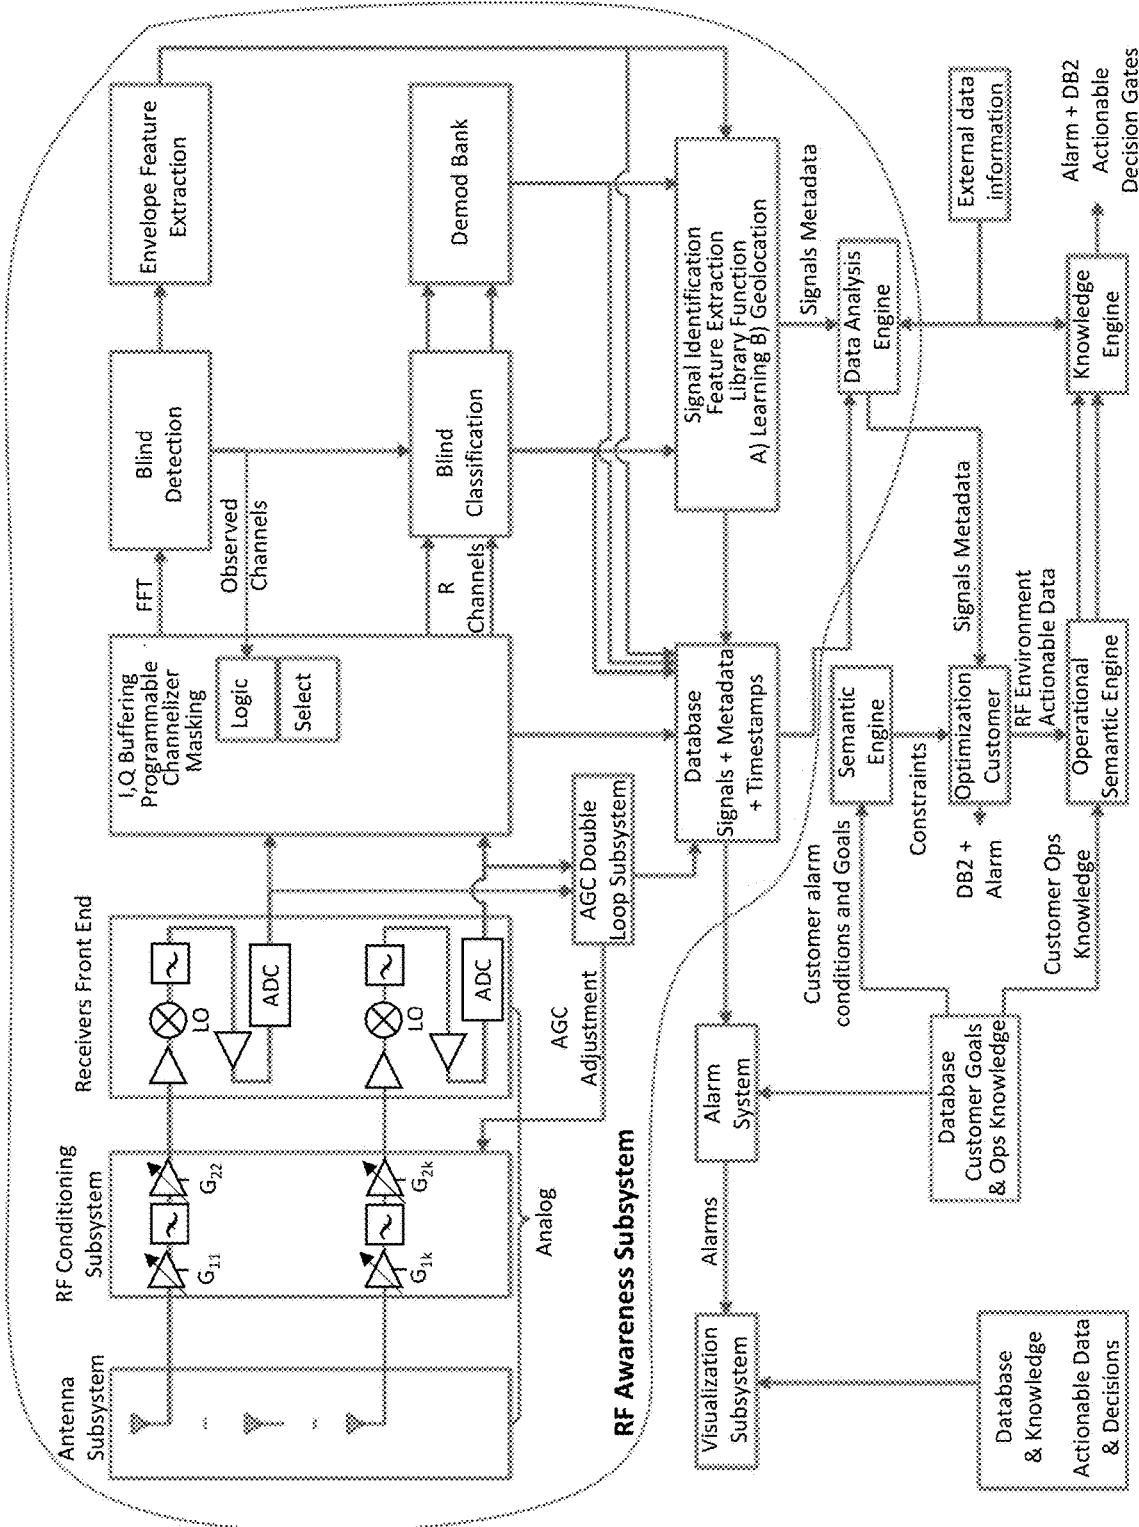 Antenna
Subsystem
RF Conditioning
Subsystem
G11
G22
G1k
G2k
Analog
Receivers Front End
LO
ADC
LO
ADC
AGC
Adjustment
AGC Double
Loop Subsystem
I,Q Buffering
Programmable
Channelizer
Masking
Logic
Select
FFT
Observed
Channels
R
Channels
Blind
Detection
Blind
Classification
Envelope Feature
Extraction
Demod Bank
RF Awareness Subsystem
Database
Signals + Metadata
+ Timestamps
Signal Identification
Feature Extraction
Library Function
A) Learning B) Geolocation
Signals Metadata
Visualization
Subsystem
Alarms
Alarm
System
Customer alarm
conditions and Goals
Semantic
Engine
Data Analysis
Engine
Constraints
Signals Metadata
DB2 +
Alarm
Optimization
Customer
RF Environment
Actionable Data
External data
information
Database
Customer Goals
& Ops Knowledge
Customer Ops
Knowledge
Operational
Semantic Engine
Knowledge
Engine
Alarm + DB2
Actionable
Decision Gates
Database
& Knowledge
Actionable Data
& Decisions